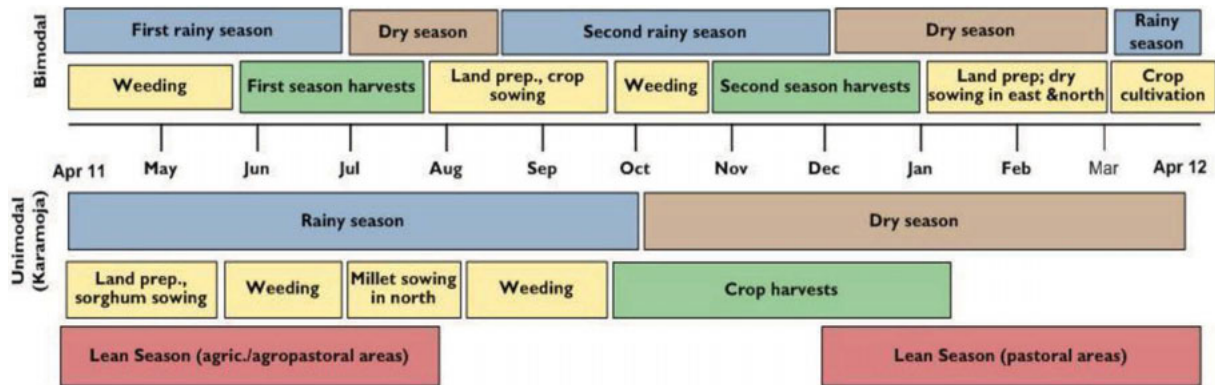 Bimodal
First rainy season
Dry season
Second rainy season
Dry season
Rainy
season
Weeding
First season harvests
Land prep., crop
sowing
Weeding
Second season harvests
Land prep; dry
sowing in east &north
Crop
cultivation
Apr 11 May Jun Jul Aug Sep Oct Nov Dec Jan Feb Mar Apr 12
Unimodal
(Karamoja)
Rainy season
Dry season
Land prep.,
sorghum sowing
Weeding
Millet sowing
in north
Weeding
Crop harvests
Lean Season (agric./agropastoral areas)
Lean Season (pastoral areas)